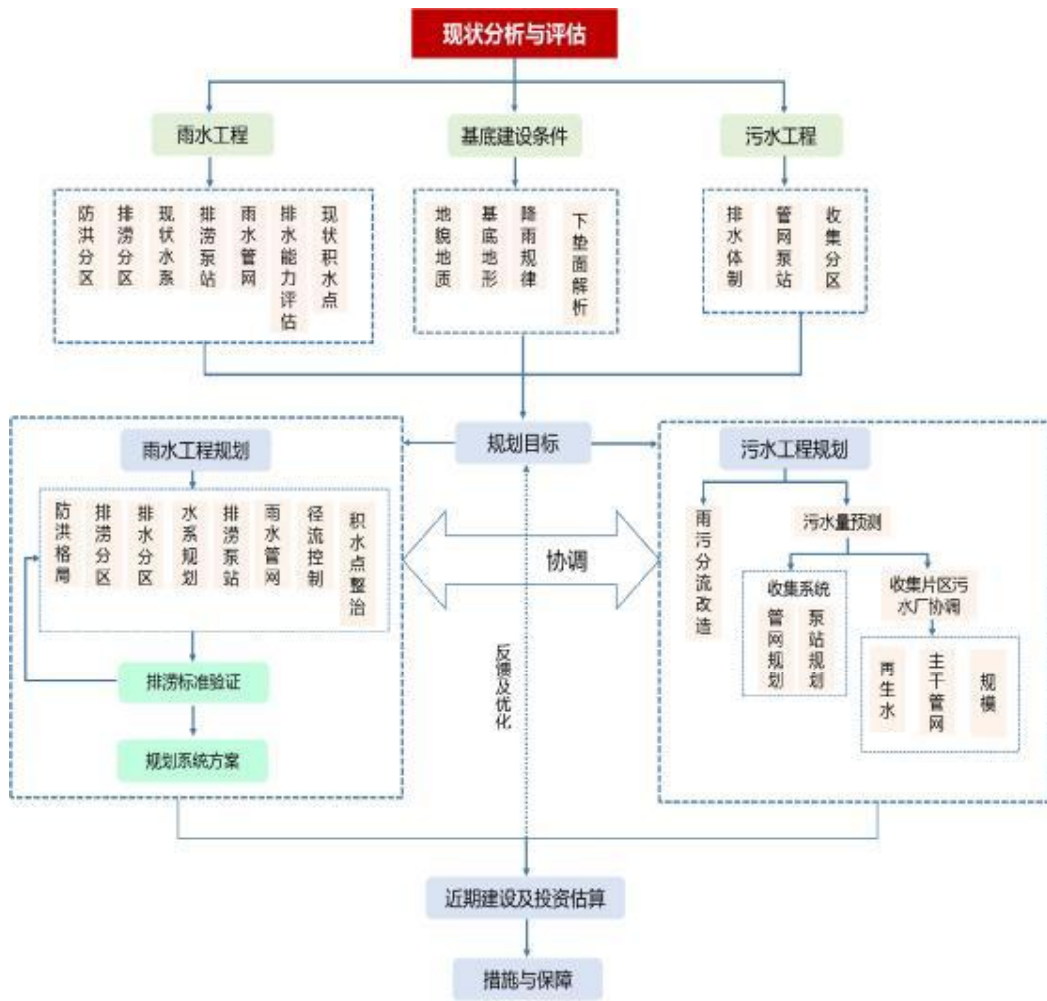 现状分析与评估
雨水工程
基底建设条件
污水工程
防洪分区
排涝分区
现状水系
排涝泵站
雨水管网
排水能力评估
现状积水点
地貌地质
基底地形
降雨规律
下垫面解析
排水体制
管网泵站
收集分区
规划目标
雨水工程规划
防洪格局
排涝分区
排水分区
水系规划
排涝泵站
雨水管网
径流控制
积水点整治
排涝标准验证
规划系统方案
协调
反馈及优化
污水工程规划
雨污分流改造
污水量预测
收集系统
管网规划
泵站规划
收集片区污
水厂协调
再生水
主干管网
规模
近期建设及投资估算
措施与保障